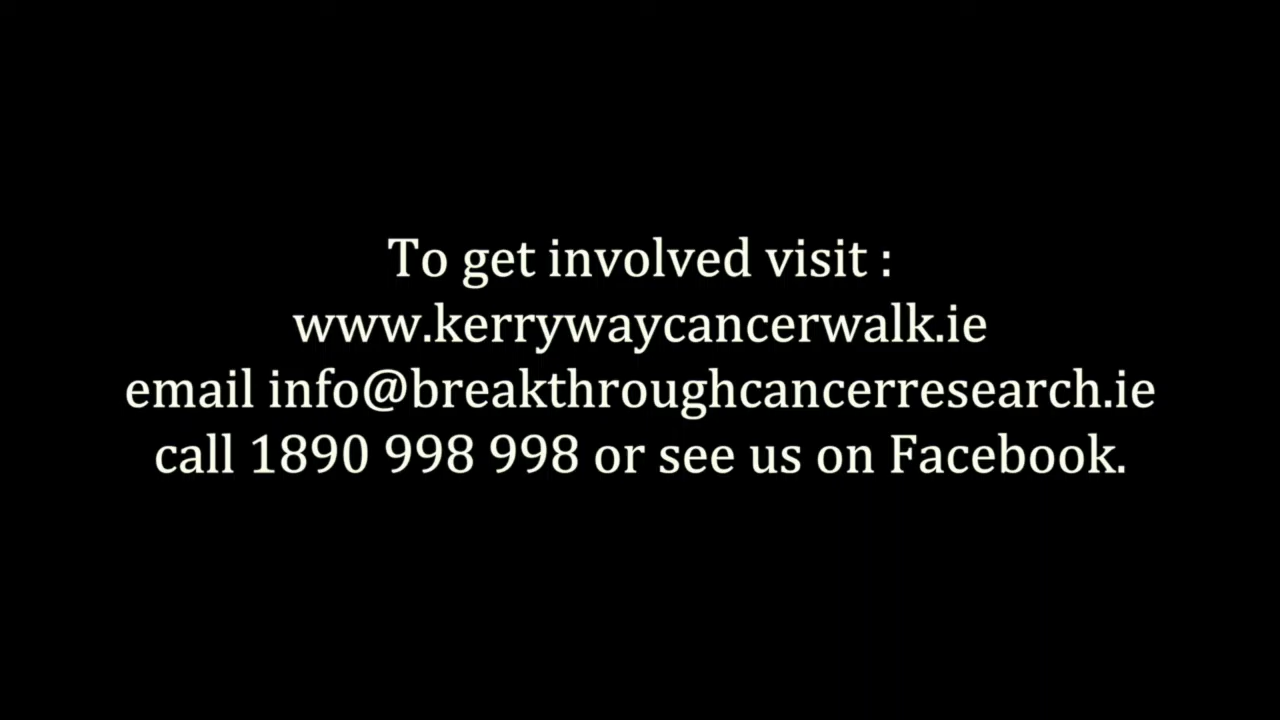 To get involved visit :
www.kerrywaycancerwalk.ie
email info@breakthroughcancerresearch.ie
call 1890 998 998 or see us on Facebook.